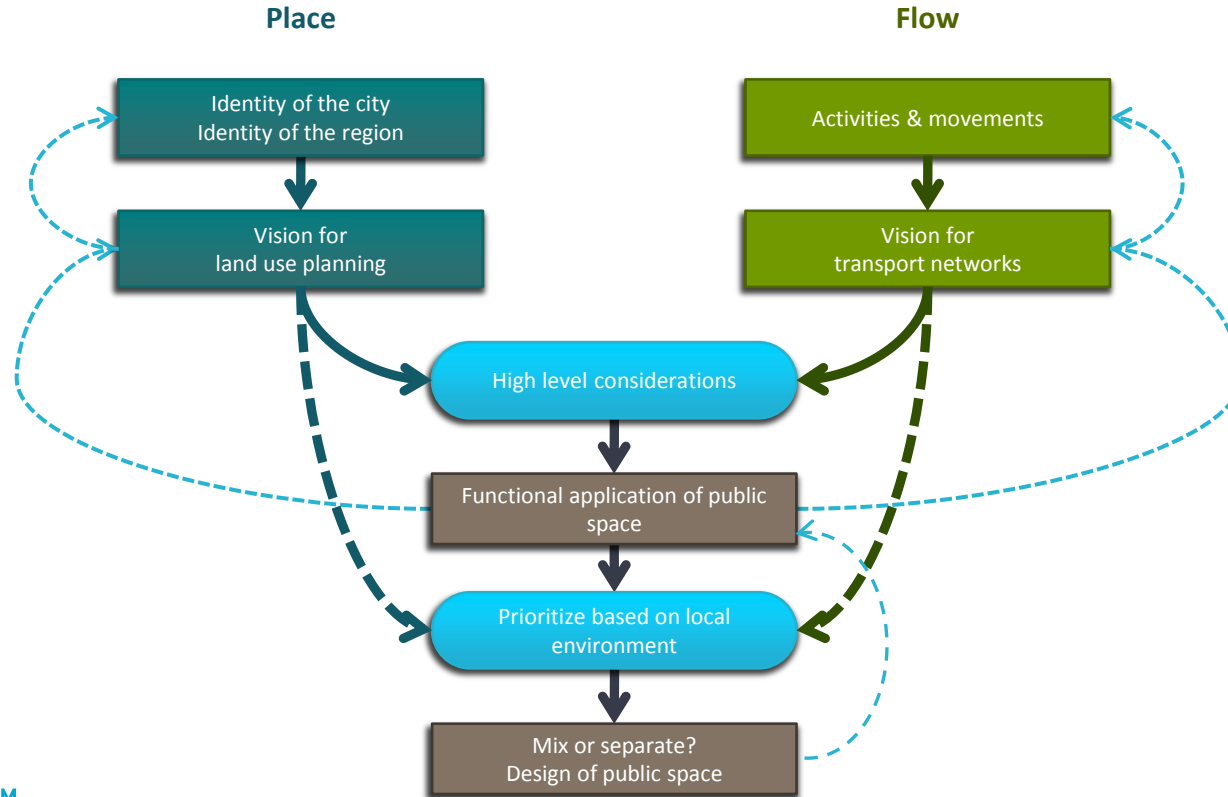 Place
Flow
Identity of the city
Identity of the region
Activities & movements
Vision for
land use planning
Vision for
transport networks
High level considerations
Functional application of public
space
Prioritize based on local
environment
Mix or separate?
Design of public space
M